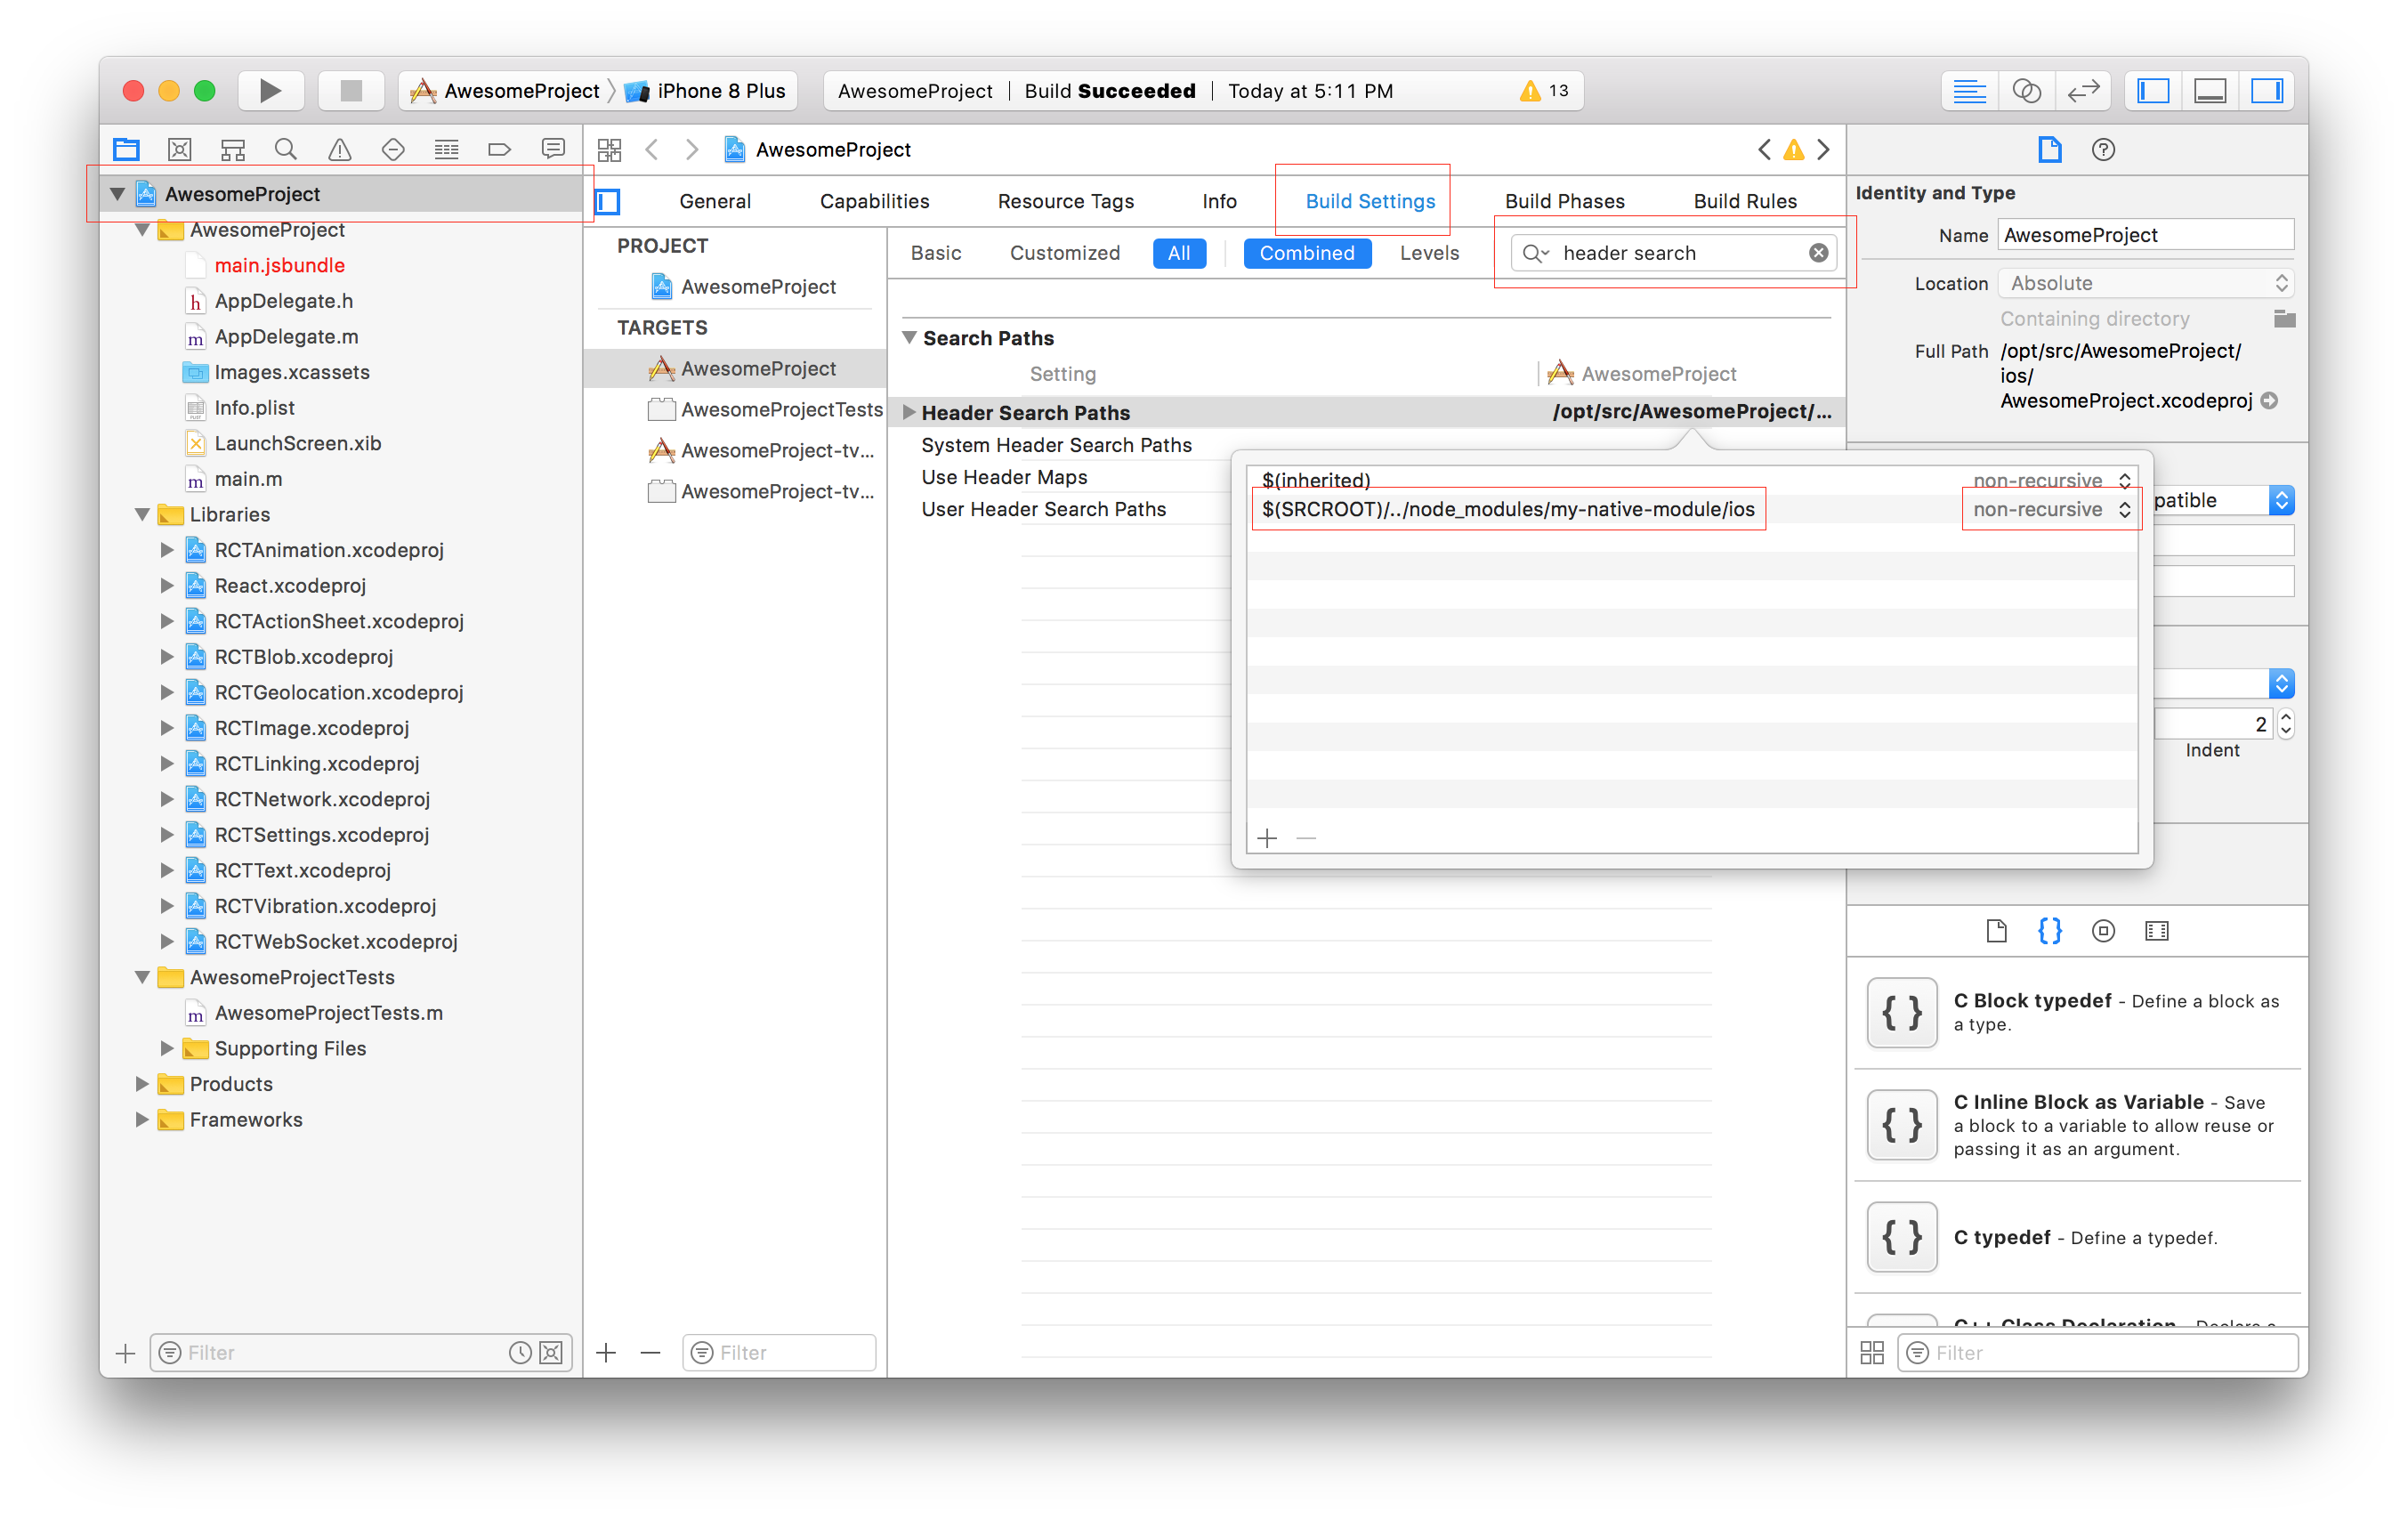 AwesomeProject iPhone 8 Plus
AwesomeProject Build Succeeded Today at 5:11 PM 13
AwesomeProject
AwesomeProject
AwesomeProject
main.jsbundle
h AppDelegate.h
m AppDelegate.m
Images.xcassets
Info.plist
LaunchScreen.xib
m main.m
Libraries
RCTAnimation.xcodeproj
React.xcodeproj
RCTActionSheet.xcodeproj
RCTBlob.xcodeproj
RCTGeolocation.xcodeproj
RCTImage.xcodeproj
RCTLinking.xcodeproj
RCTNetwork.xcodeproj
RCTSettings.xcodeproj
RCTText.xcodeproj
RCTVibration.xcodeproj
RCTWebSocket.xcodeproj
AwesomeProjectTests
m AwesomeProjectTests.m
Supporting Files
Products
Frameworks
Filter
General Capabilities Resource Tags Info Build Settings Build Phases Build Rules
PROJECT
AwesomeProject
TARGETS
AwesomeProject
AwesomeProjectTests
AwesomeProject-tv...
AwesomeProject-tv...
Filter
Basic Customized All Combined Levels header search
Search Paths
Setting AwesomeProject
Header Search Paths /opt/src/AwesomeProject/...
System Header Search Paths
Use Header Maps
User Header Search Paths
$(inherited) non-recursive
$(SRCROOT)/../node_modules/my-native-module/ios non-recursive
Identity and Type
Name AwesomeProject
Location Absolute
Containing directory
Full Path /opt/src/AwesomeProject/
ios/
AwesomeProject.xcodeproj
patible
2
Indent
{ }
{ } C Block typedef - Define a block as
a type.
{ } C Inline Block as Variable - Save
a block to a variable to allow reuse or
passing it as an argument.
{ } C typedef - Define a typedef.
C++ Class Declaration - Declare a
Filter